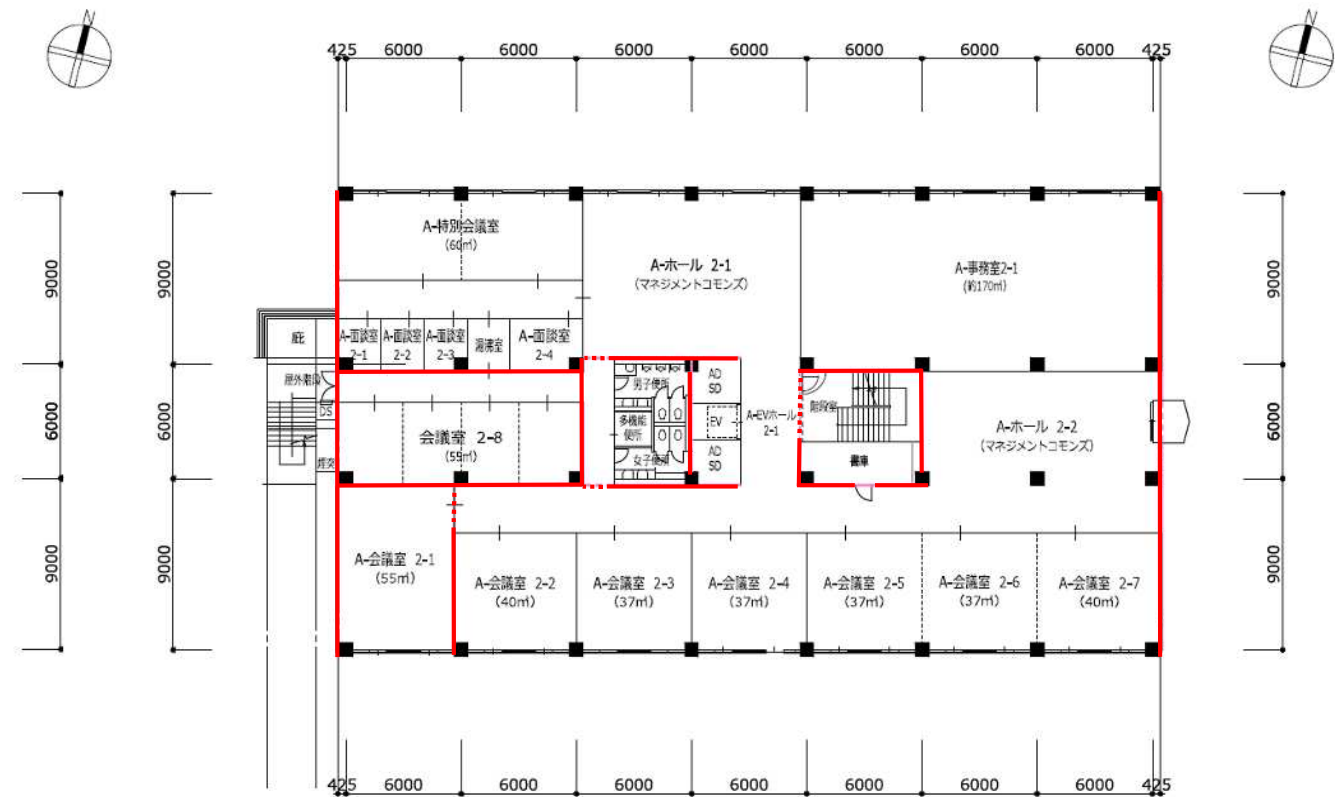 N
N
425 6000 6000 6000 6000 6000 6000 6000 425
9000
9000
9000
6000
6000
6000
9000
9000
9000
A-特別会議室
(60㎡)
A-ホール 2-1
(マネジメントコモンズ)
A-事務室2-1
(約170㎡)
庇
A-面談室
2-1
A-面談室
2-2
A-面談室
2-3
湯沸室
A-面談室
2-4
屋外階段
DS
煙突
会議室 2-8
(55㎡)
男子便所
多機能
便所
女子便所
AD
SD
EV
AD
SD
A-EVホール
2-1
階段室
書庫
A-ホール 2-2
(マネジメントコモンズ)
A-会議室 2-1
(55㎡)
A-会議室 2-2
(40㎡)
A-会議室 2-3
(37㎡)
A-会議室 2-4
(37㎡)
A-会議室 2-5
(37㎡)
A-会議室 2-6
(37㎡)
A-会議室 2-7
(40㎡)
425 6000 6000 6000 6000 6000 6000 6000 425